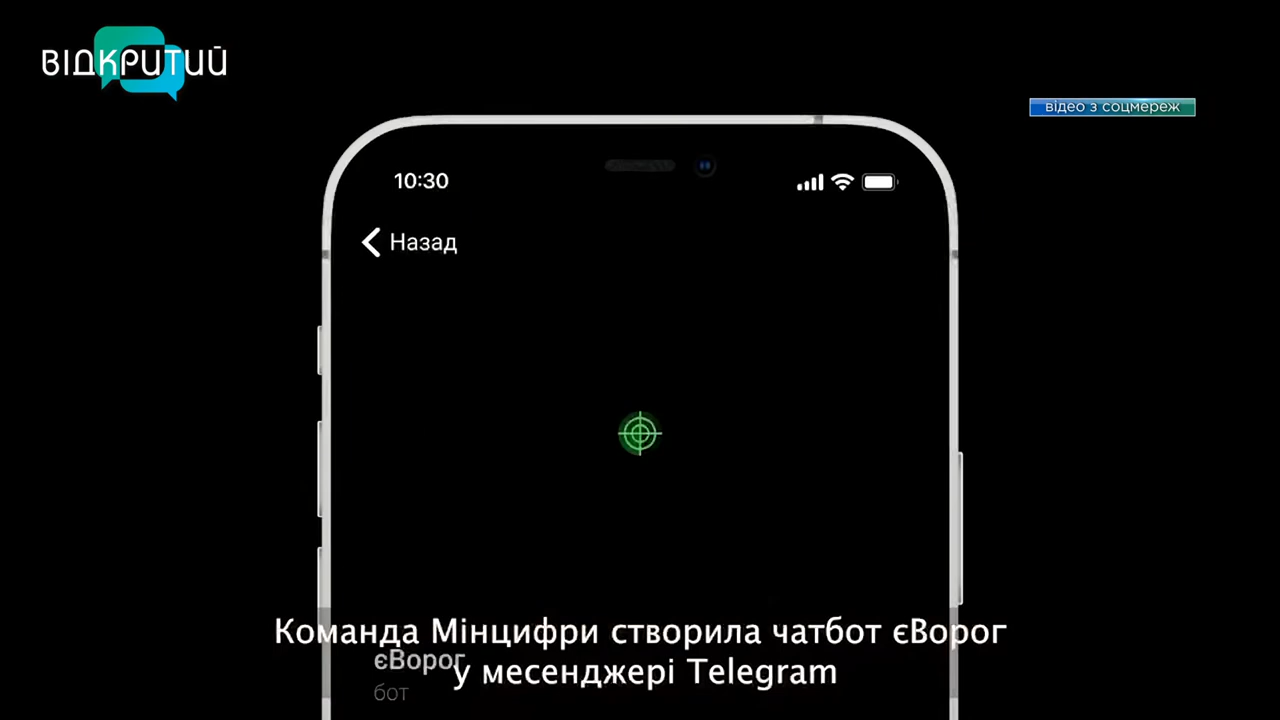 ВІДКРИТИЙ
відео з соцмереж
10:30
Назад
Команда Мінцифри створила чатбот єВорог
єВорог
у месенджері Telegram
бот